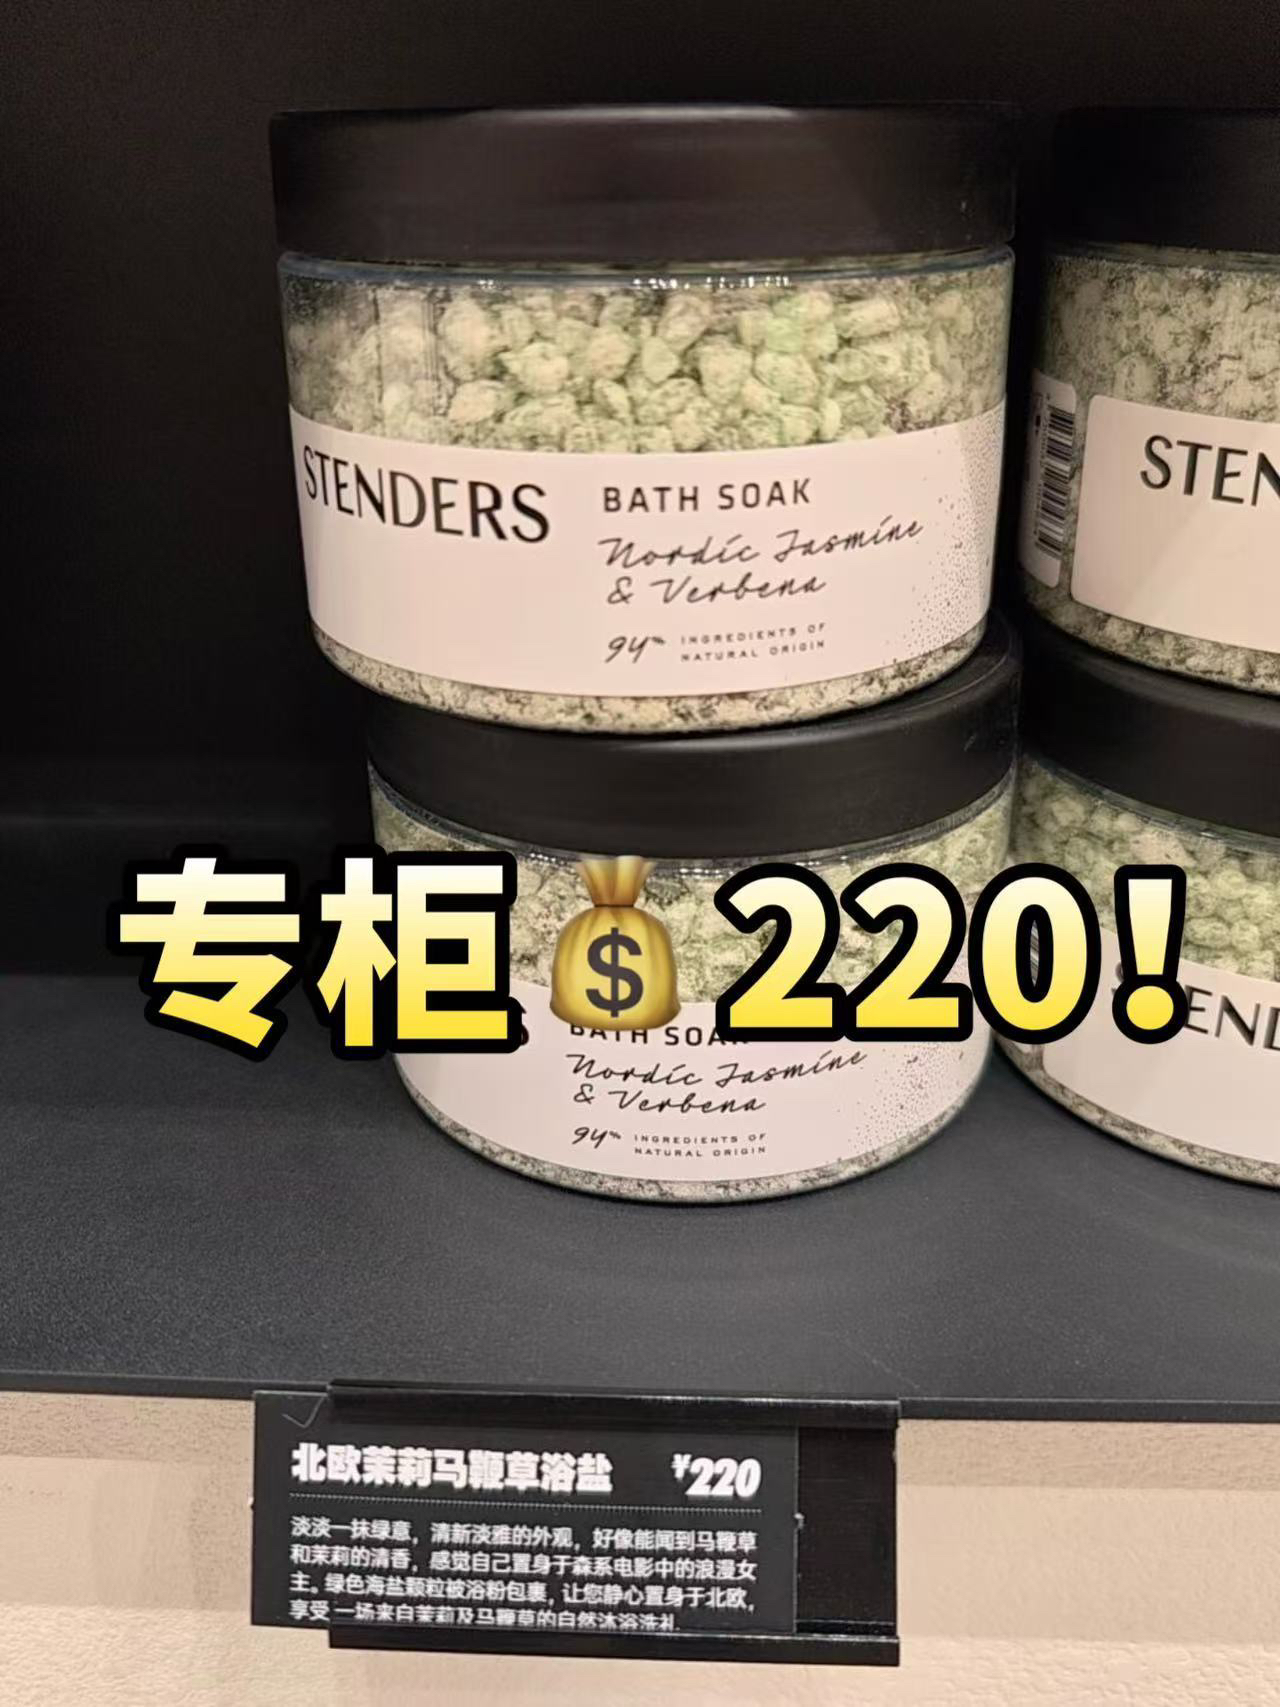 STENDERS
BATH SOAK
Nordic Jasmine
& Verbena
94% INGREDIENTS OF
NATURAL ORIGIN
STEN
专柜💰220!
S
BATH SOAK
Nordic Jasmine
& Verbena
94% INGREDIENTS OF
NATURAL ORIGIN
END
北欧茉莉马鞭草浴盐 ¥220
淡淡一抹绿意，清新淡雅的外观，好像能闻到马鞭草
和茉莉的清香，感觉自己置身于森系电影中的浪漫女
主。绿色海盐颗粒被浴粉包裹，让您静心置身于北欧，
享受一场来自茉莉及马鞭草的自然沐浴洗礼